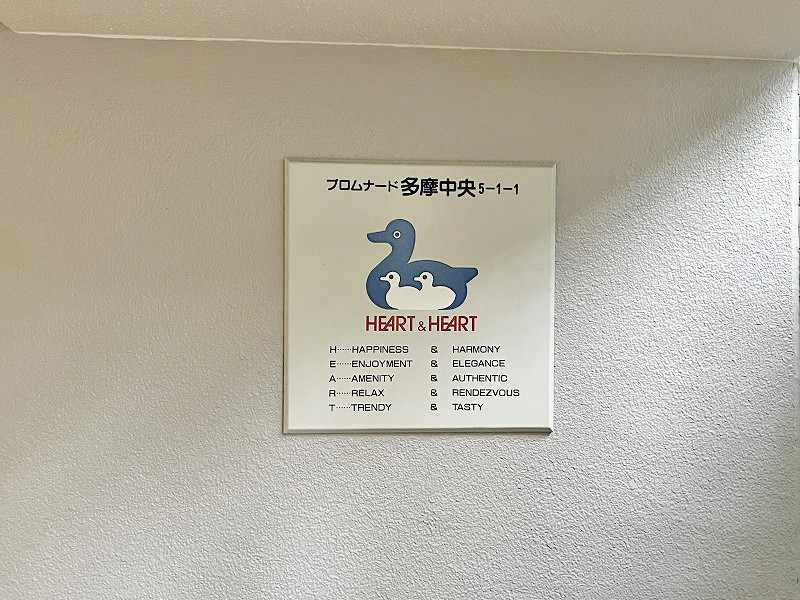 プロムナード多摩中央5-1-1
HEART & HEART
H……HAPPINESS & HARMONY
E……ENJOYMENT & ELEGANCE
A……AMENITY & AUTHENTIC
R……RELAX & RENDEZVOUS
T……TRENDY & TASTY